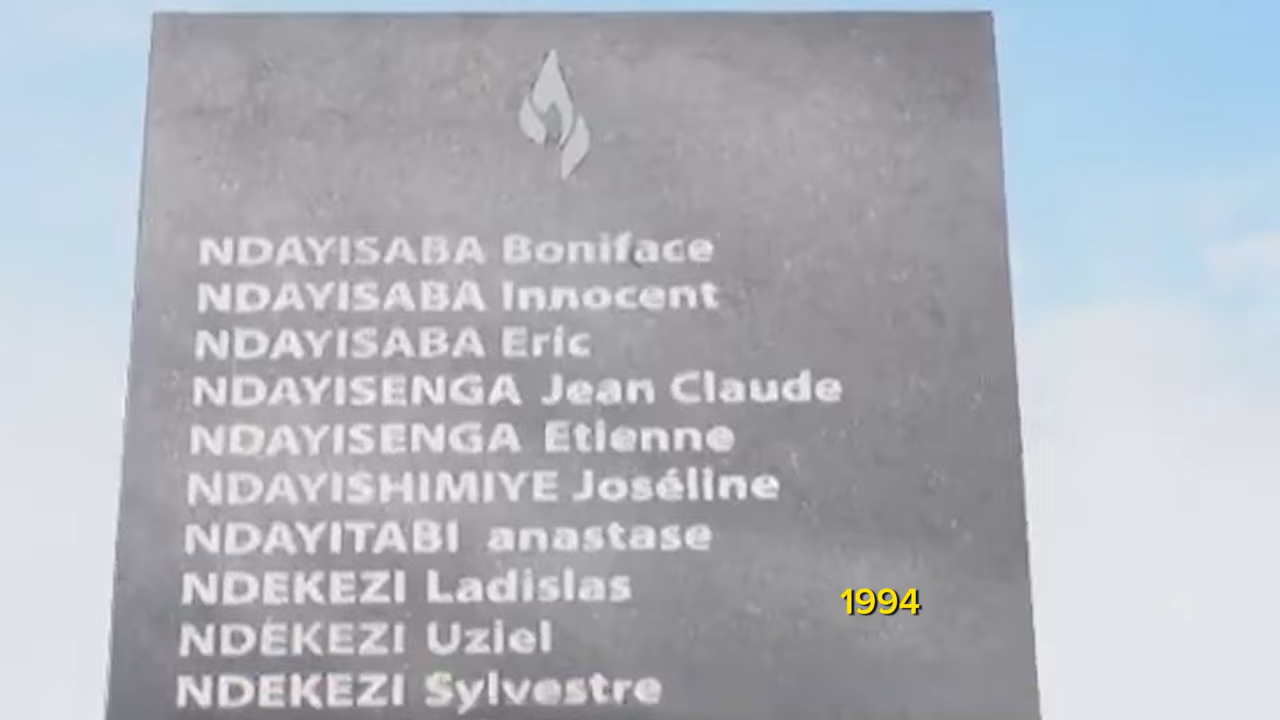 NDAYISABA Boniface
NDAYISABA Innocent
NDAYISABA Eric
NDAYISENGA Jean Claude
NDAYISENGA Etienne
NDAYISHIMIYE Joséline
NDAYITABI anastase
NDEKEZI Ladislas
1994
NDEKEZI Uziel
NDEKEZI Sylvestre